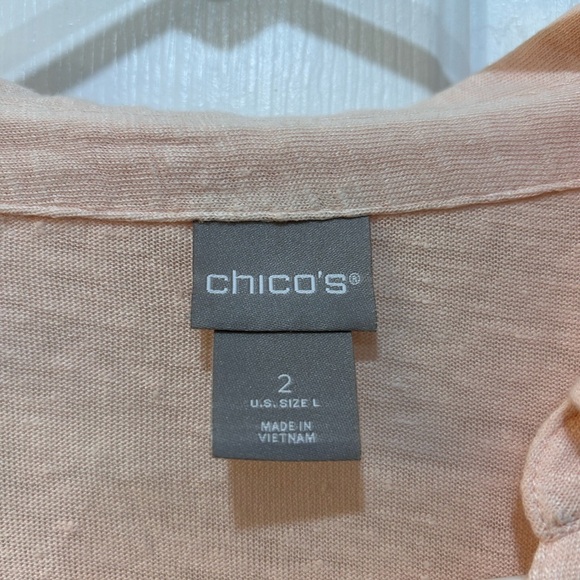 chico's®
2
U.S. SIZE L
MADE IN
VIETNAM